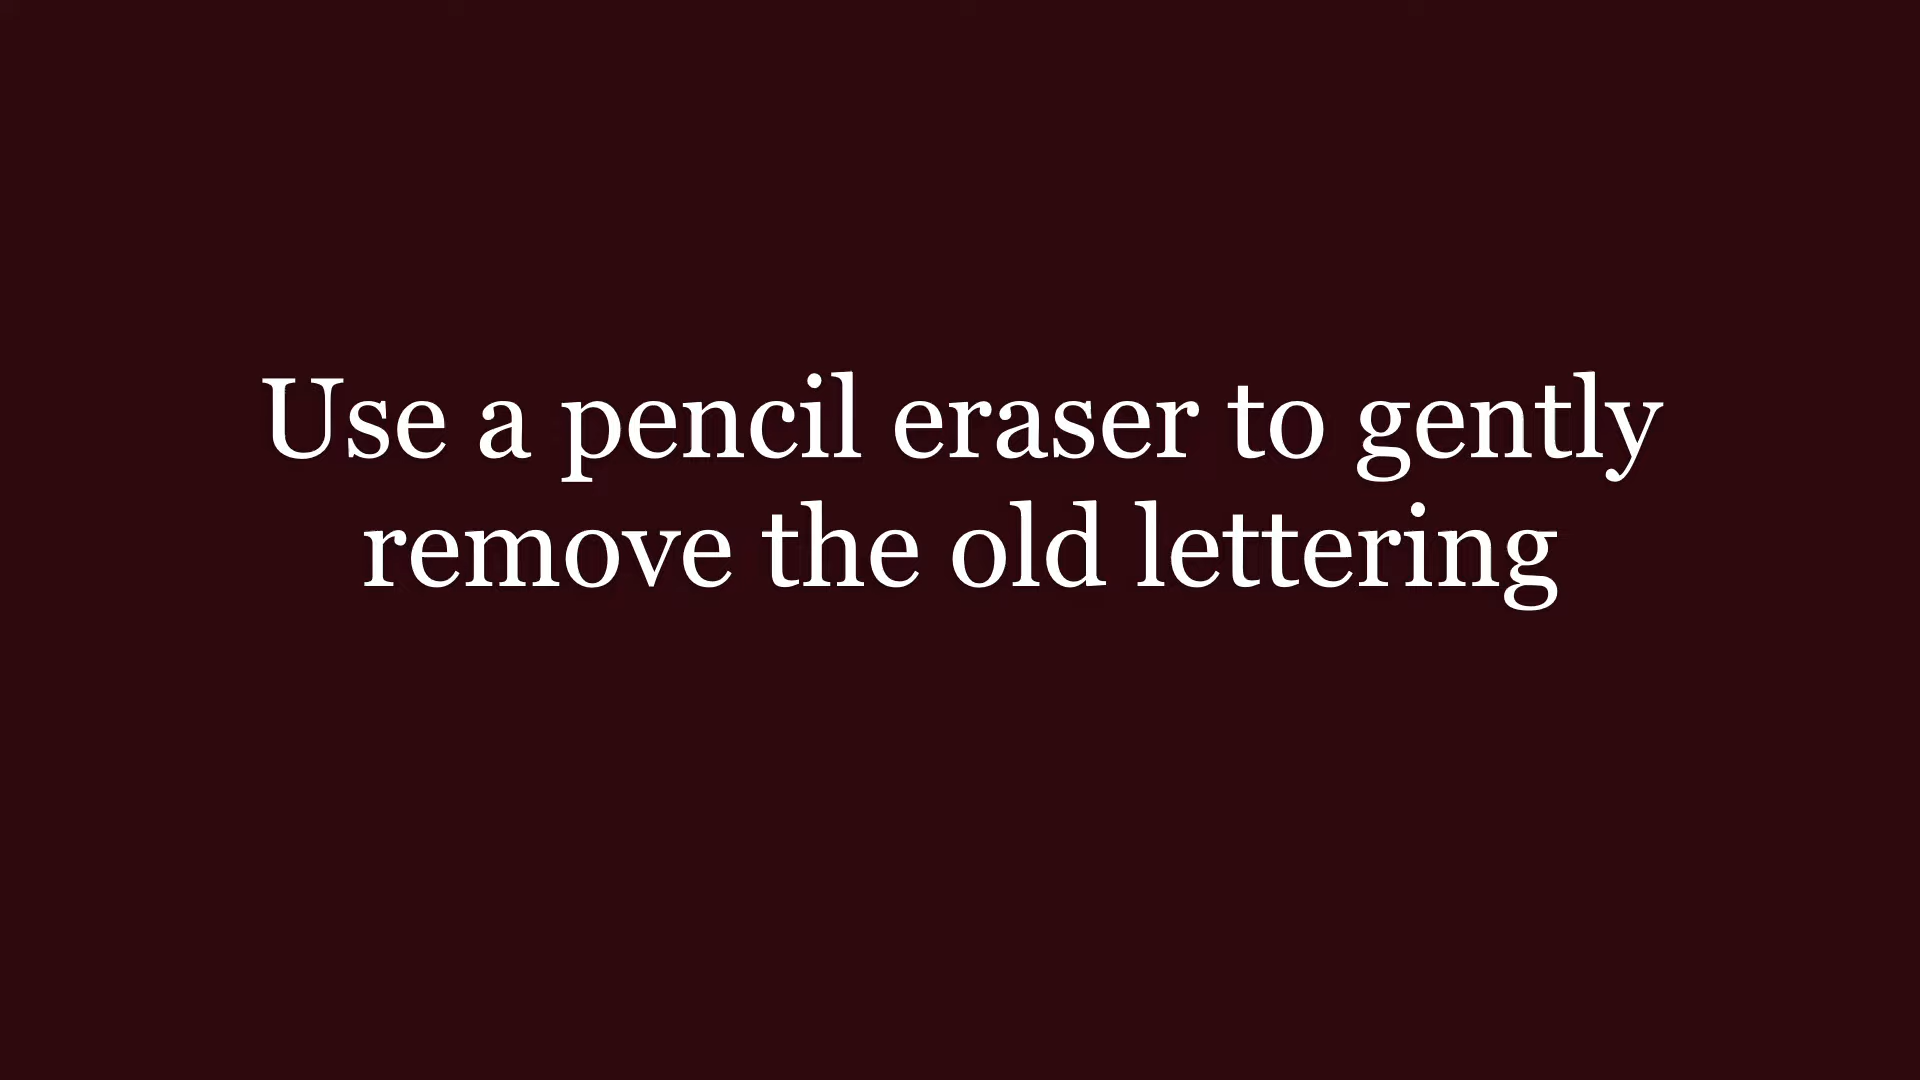 Use a pencil eraser to gently
remove the old lettering